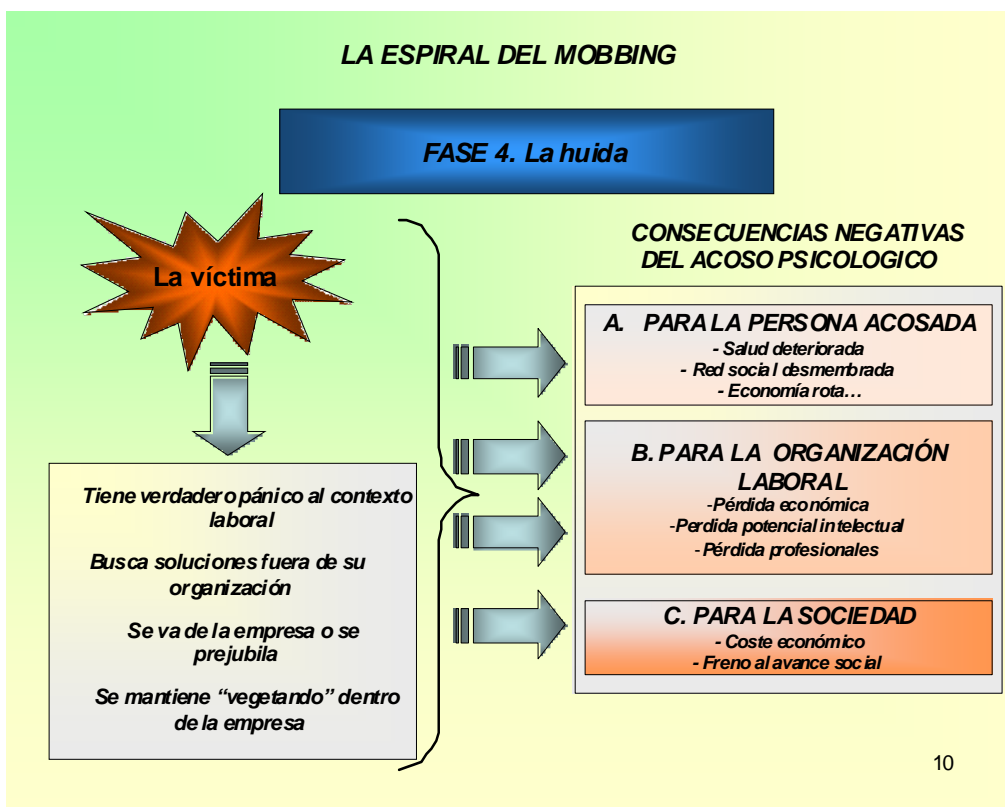 LA ESPIRAL DEL MOBBING
FASE 4. La huida
La víctima
Tiene verdadero pánico al contexto
laboral
Busca soluciones fuera de su
organización
Se va de la empresa o se
prejubila
Se mantiene “vegetando” dentro
de la empresa
CONSECUENCIAS NEGATIVAS
DEL ACOSO PSICOLOGICO
A. PARA LA PERSONA ACOSADA
- Salud deteriorada
- Red social desmembrada
- Economía rota…
B. PARA LA ORGANIZACIÓN
LABORAL
-Pérdida económica
-Perdida potencial intelectual
-Pérdida profesionales
C. PARA LA SOCIEDAD
- Coste económico
- Freno al avance social
10